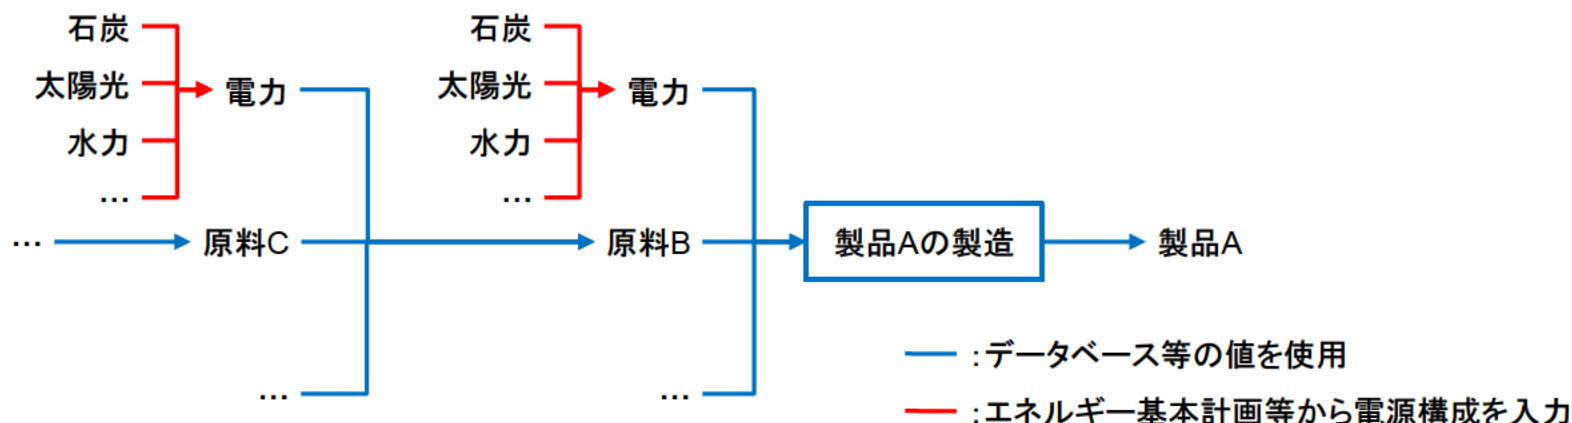 石炭
太陽光
水力
…
電力
石炭
太陽光
水力
…
電力
…
原料C
原料B
製品Aの製造
製品A
…
…
:データベース等の値を使用
:エネルギー基本計画等から電源構成を入力